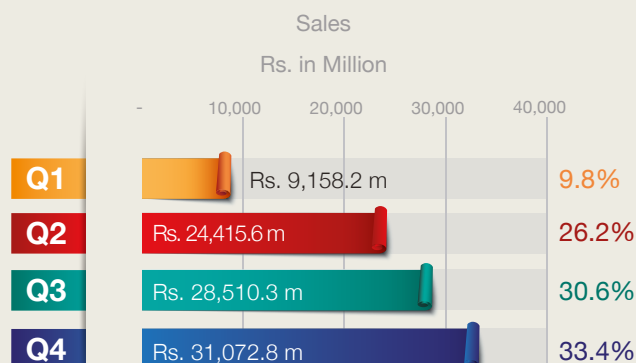 Sales
Rs. in Million
- 10,000 20,000 30,000 40,000
Q1 Rs. 9,158.2 m 9.8%
Q2 Rs. 24,415.6 m 26.2%
Q3 Rs. 28,510.3 m 30.6%
Q4 Rs. 31,072.8 m 33.4%